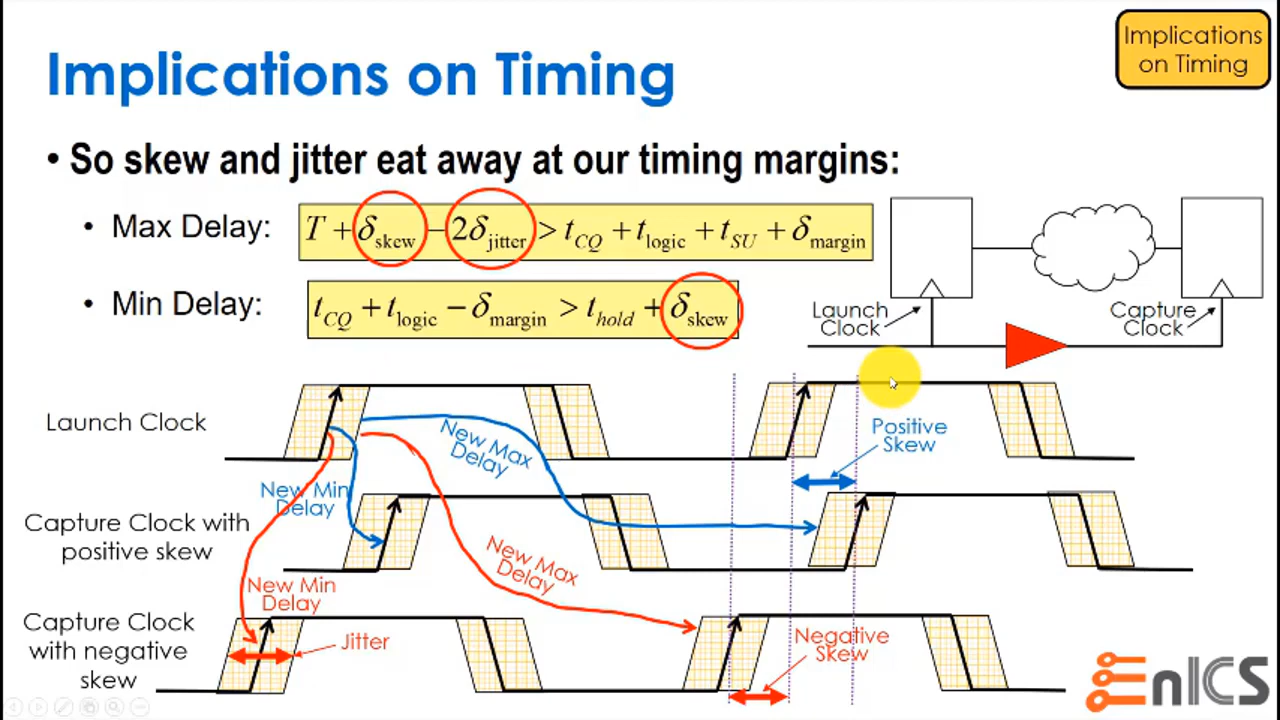 Implications on Timing
Implications
on Timing
• So skew and jitter eat away at our timing margins:
• Max Delay: T + δskew − 2δjitter > tCQ + tlogic + tSU + δmargin
• Min Delay: tCQ + tlogic − δmargin > thold + δskew
Launch
Clock
Capture
Clock
Launch Clock
New Max
Delay
Positive
Skew
New Min
Delay
Capture Clock with
positive skew
New Max
Delay
New Min
Delay
Capture Clock
with negative
skew
Jitter
Negative
Skew
EnICS